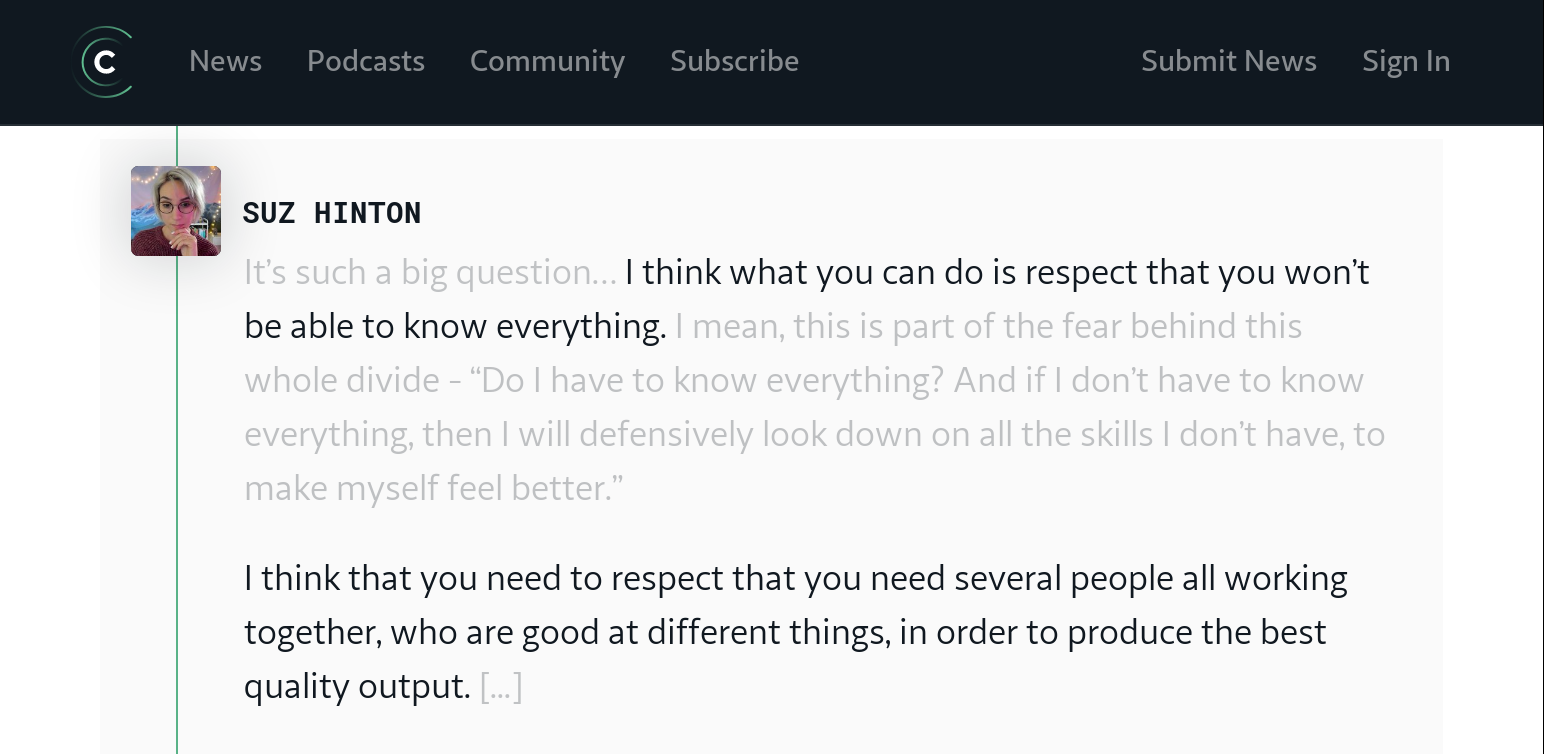 C News Podcasts Community Subscribe Submit News Sign In
SUZ HINTON
It’s such a big question… I think what you can do is respect that you won’t
be able to know everything. I mean, this is part of the fear behind this
whole divide - “Do I have to know everything? And if I don’t have to know
everything, then I will defensively look down on all the skills I don’t have, to
make myself feel better.”
I think that you need to respect that you need several people all working
together, who are good at different things, in order to produce the best
quality output. […]